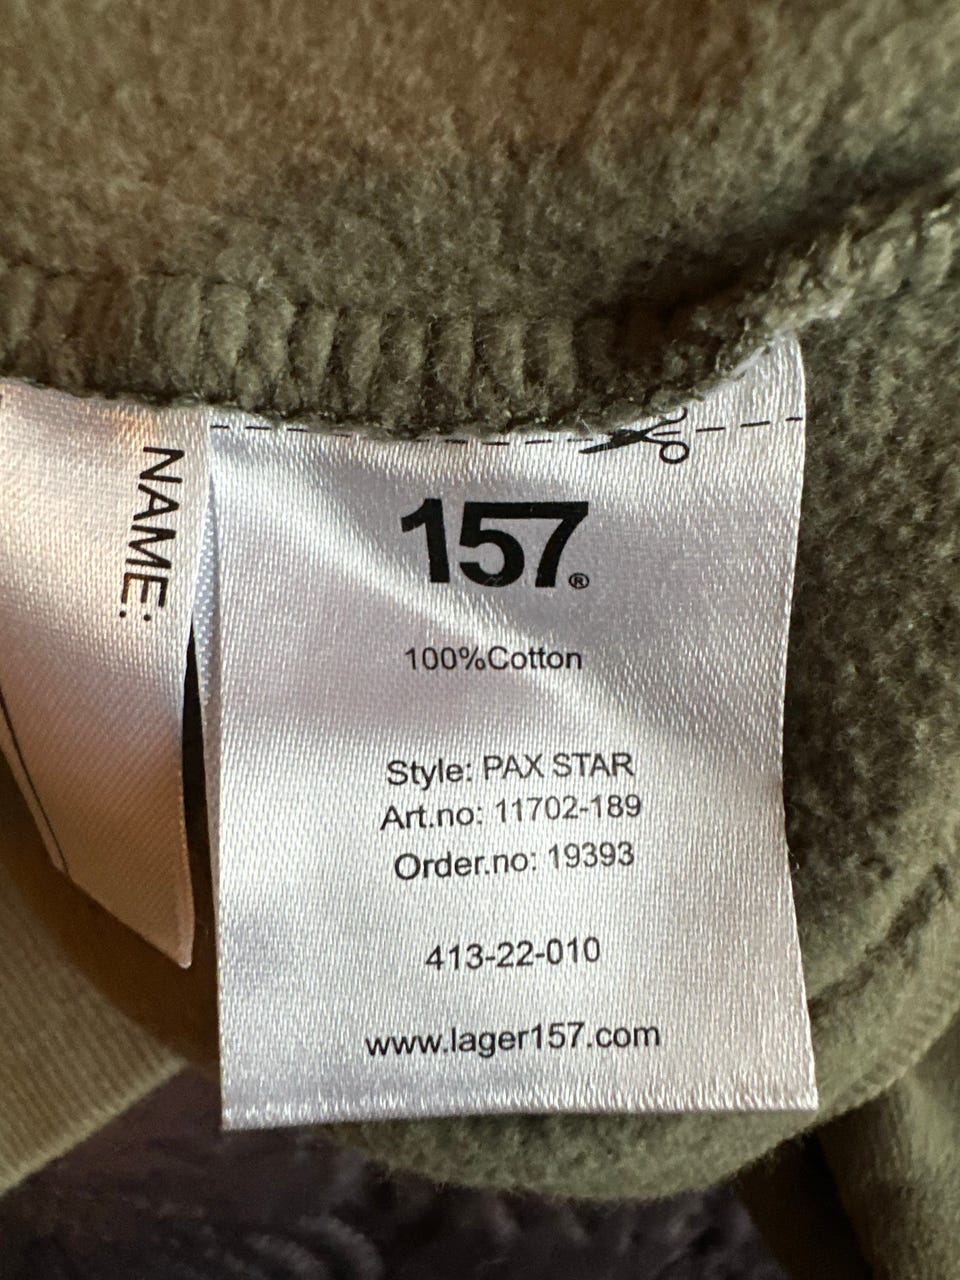 NAME:
157®
100%Cotton
Style: PAX STAR
Art.no: 11702-189
Order.no: 19393
413-22-010
www.lager157.com